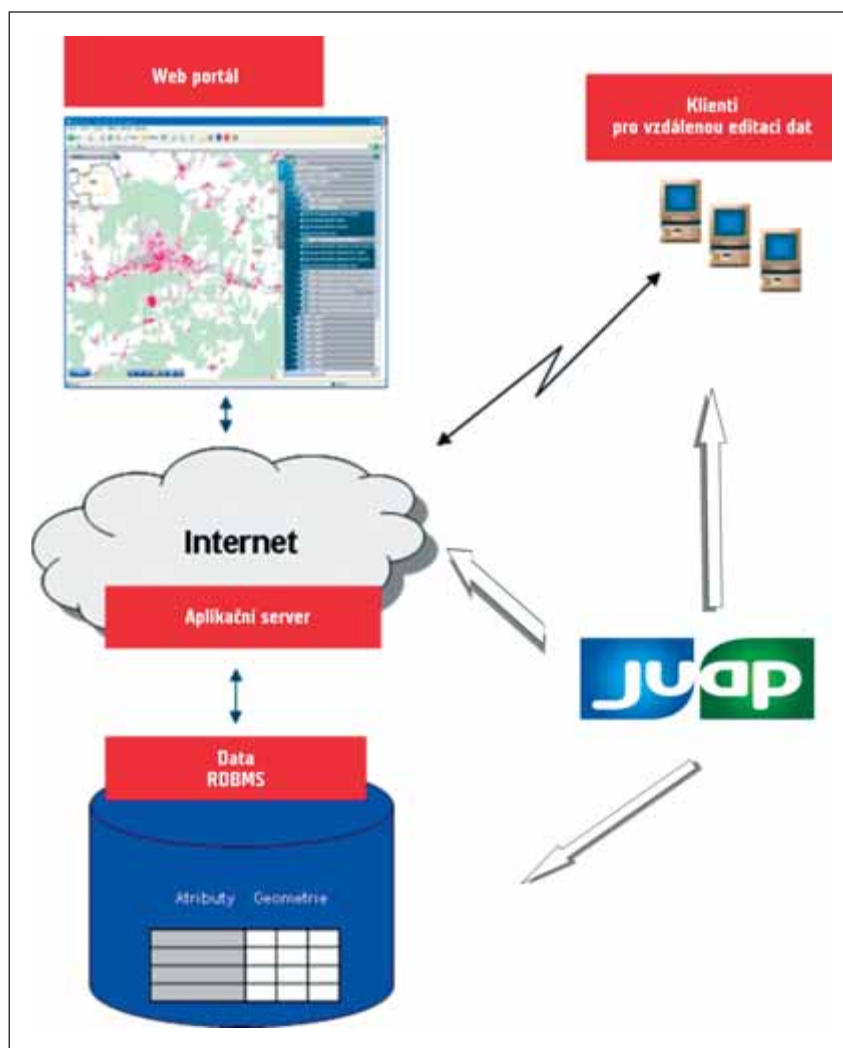 Web portál
Klienti
pro vzdálenou editaci dat
Internet
Aplikační server
juap
Data
RDBMS
Atributy Geometrie